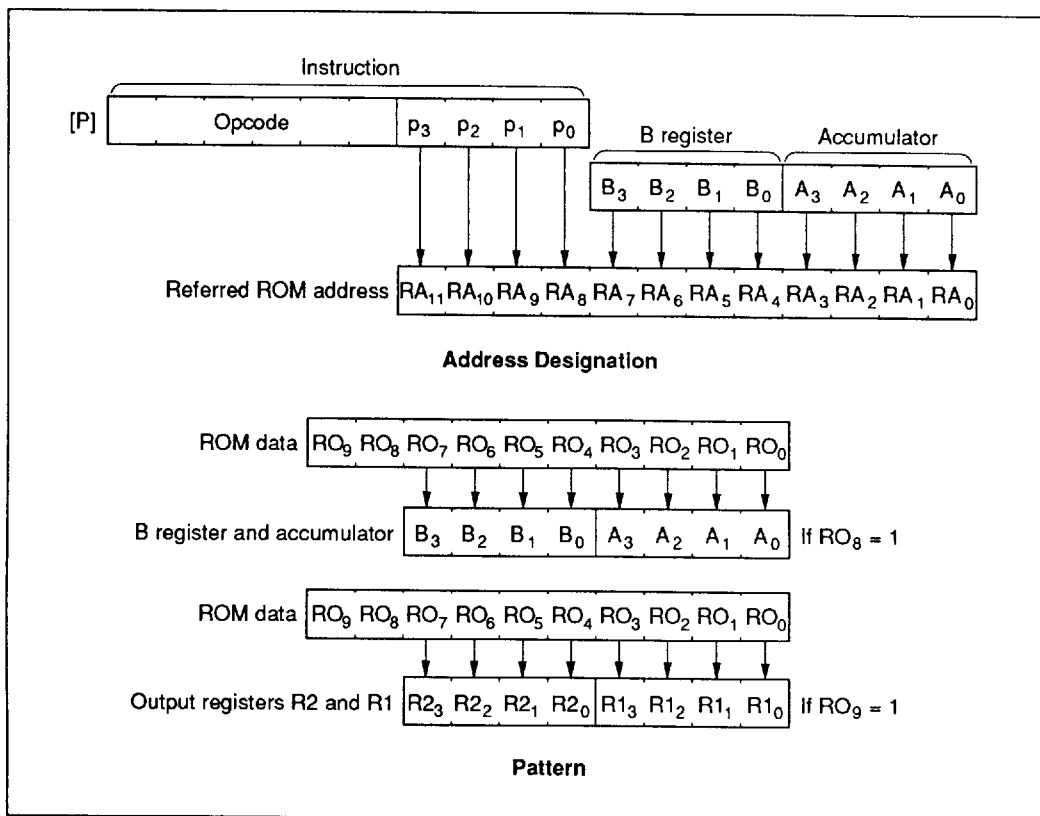 Instruction
[P] Opcode p3 p2 p1 p0
B register Accumulator
B3 B2 B1 B0 A3 A2 A1 A0
Referred ROM address RA11 RA10 RA9 RA8 RA7 RA6 RA5 RA4 RA3 RA2 RA1 RA0
Address Designation
ROM data RO9 RO8 RO7 RO6 RO5 RO4 RO3 RO2 RO1 RO0
B register and accumulator B3 B2 B1 B0 A3 A2 A1 A0 If RO8 = 1
ROM data RO9 RO8 RO7 RO6 RO5 RO4 RO3 RO2 RO1 RO0
Output registers R2 and R1 R23 R22 R21 R20 R13 R12 R11 R10 If RO9 = 1
Pattern